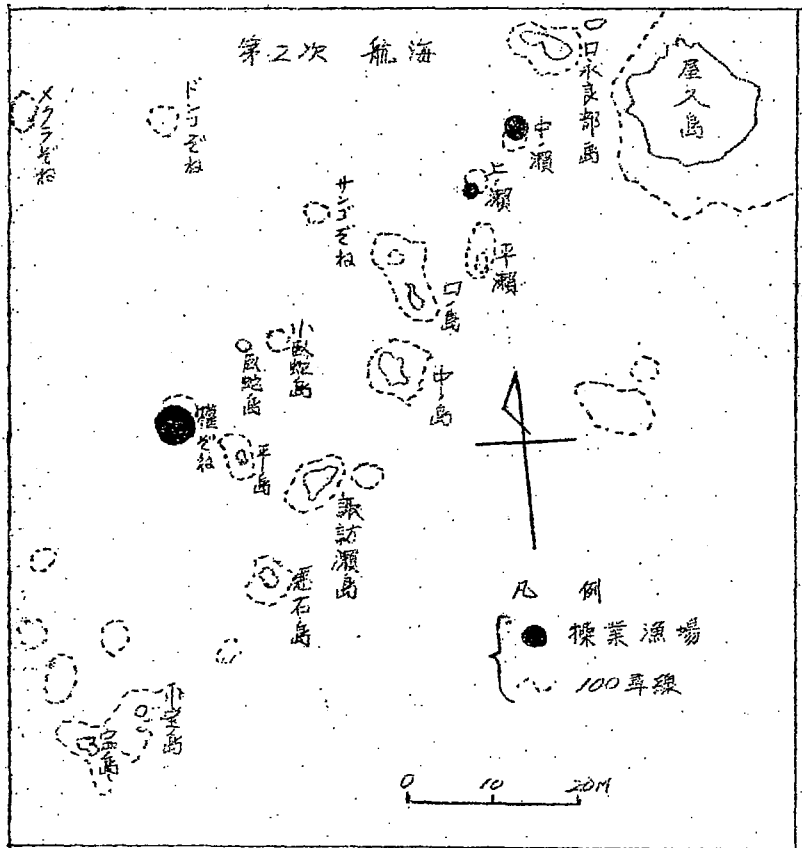 第2次 航海
口永良部島
屋久島
メクラぞね
ドンゴぞね
中ノ瀬
上ノ瀬
サンゴぞね
平瀬
口ノ島
小臥蛇島
臥蛇島
中ノ島
権ぞね
平島
諏訪瀬島
悪石島
小宝島
宝島
凡 例
操業漁場
100尋線
0 10 20M